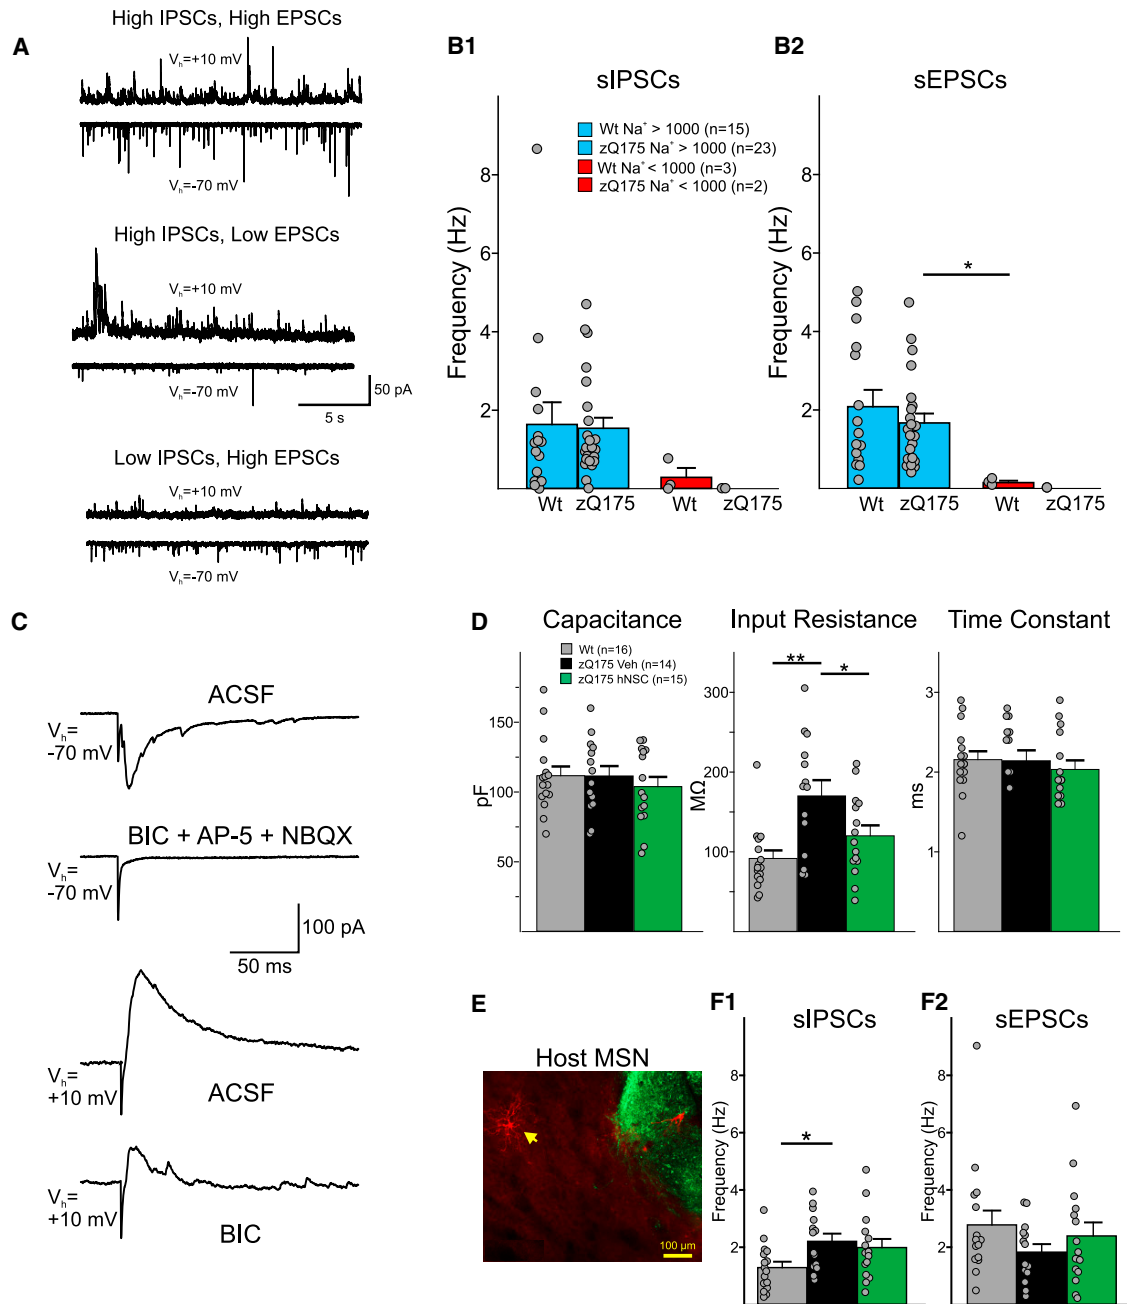 A
High IPSCs, High EPSCs
Vh=+10 mV
Vh=-70 mV
High IPSCs, Low EPSCs
Vh=+10 mV
Vh=-70 mV
50 pA
5 s
Low IPSCs, High EPSCs
Vh=+10 mV
Vh=-70 mV
B1
sIPSCs
Wt Na+ > 1000 (n=15)
zQ175 Na+ > 1000 (n=23)
Wt Na+ < 1000 (n=3)
zQ175 Na+ < 1000 (n=2)
Frequency (Hz)
8
6
4
2
Wt
zQ175
Wt
zQ175
B2
sEPSCs
Frequency (Hz)
8
6
4
2
*
Wt
zQ175
Wt
zQ175
C
ACSF
Vh=
-70 mV
BIC + AP-5 + NBQX
Vh=
-70 mV
100 pA
50 ms
Vh=
+10 mV
ACSF
Vh=
+10 mV
BIC
D
Capacitance
Wt (n=16)
zQ175 Veh (n=14)
zQ175 hNSC (n=15)
pF
150
100
50
Input Resistance
MΩ
300
200
100
**
*
Time Constant
ms
3
2
1
E
Host MSN
100 µm
F1
sIPSCs
Frequency (Hz)
8
6
4
2
*
F2
sEPSCs
Frequency (Hz)
8
6
4
2